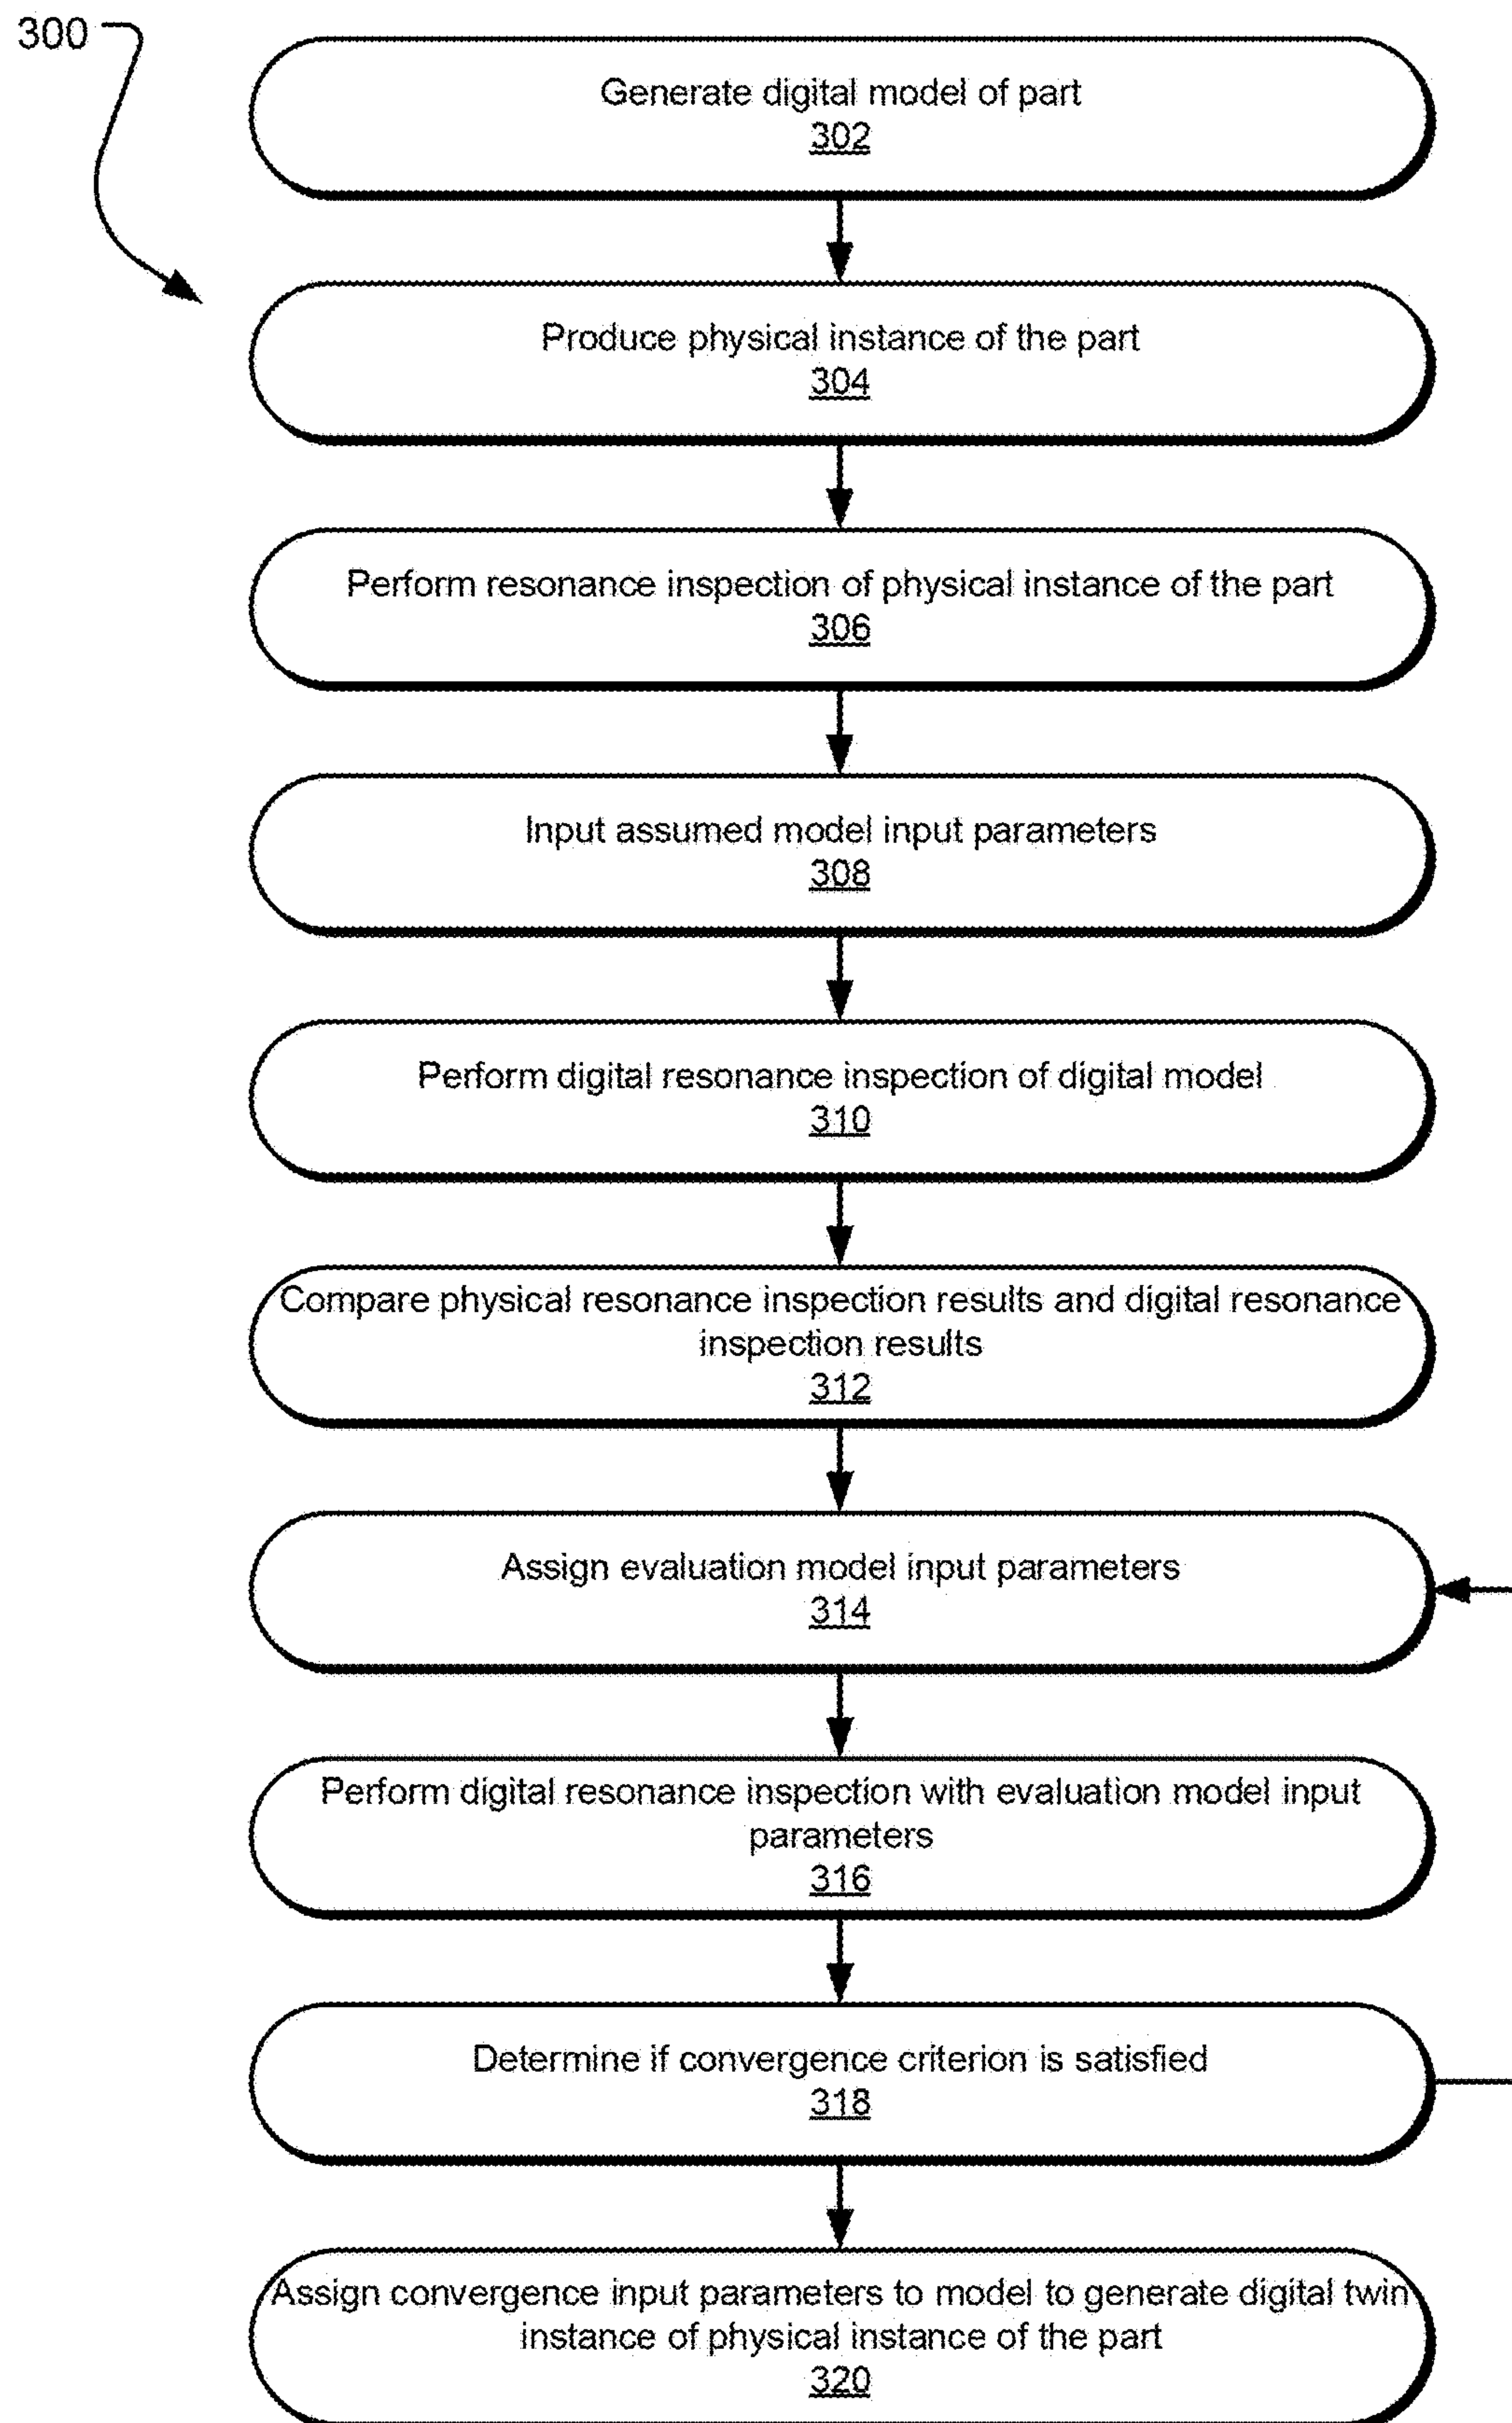 300
Generate digital model of part
302
Produce physical instance of the part
304
Perform resonance inspection of physical instance of the part
306
Input assumed model input parameters
308
Perform digital resonance inspection of digital model
310
Compare physical resonance inspection results and digital resonance
inspection results
312
Assign evaluation model input parameters
314
Perform digital resonance inspection with evaluation model input
parameters
316
Determine if convergence criterion is satisfied
318
Assign convergence input parameters to model to generate digital twin
instance of physical instance of the part
320